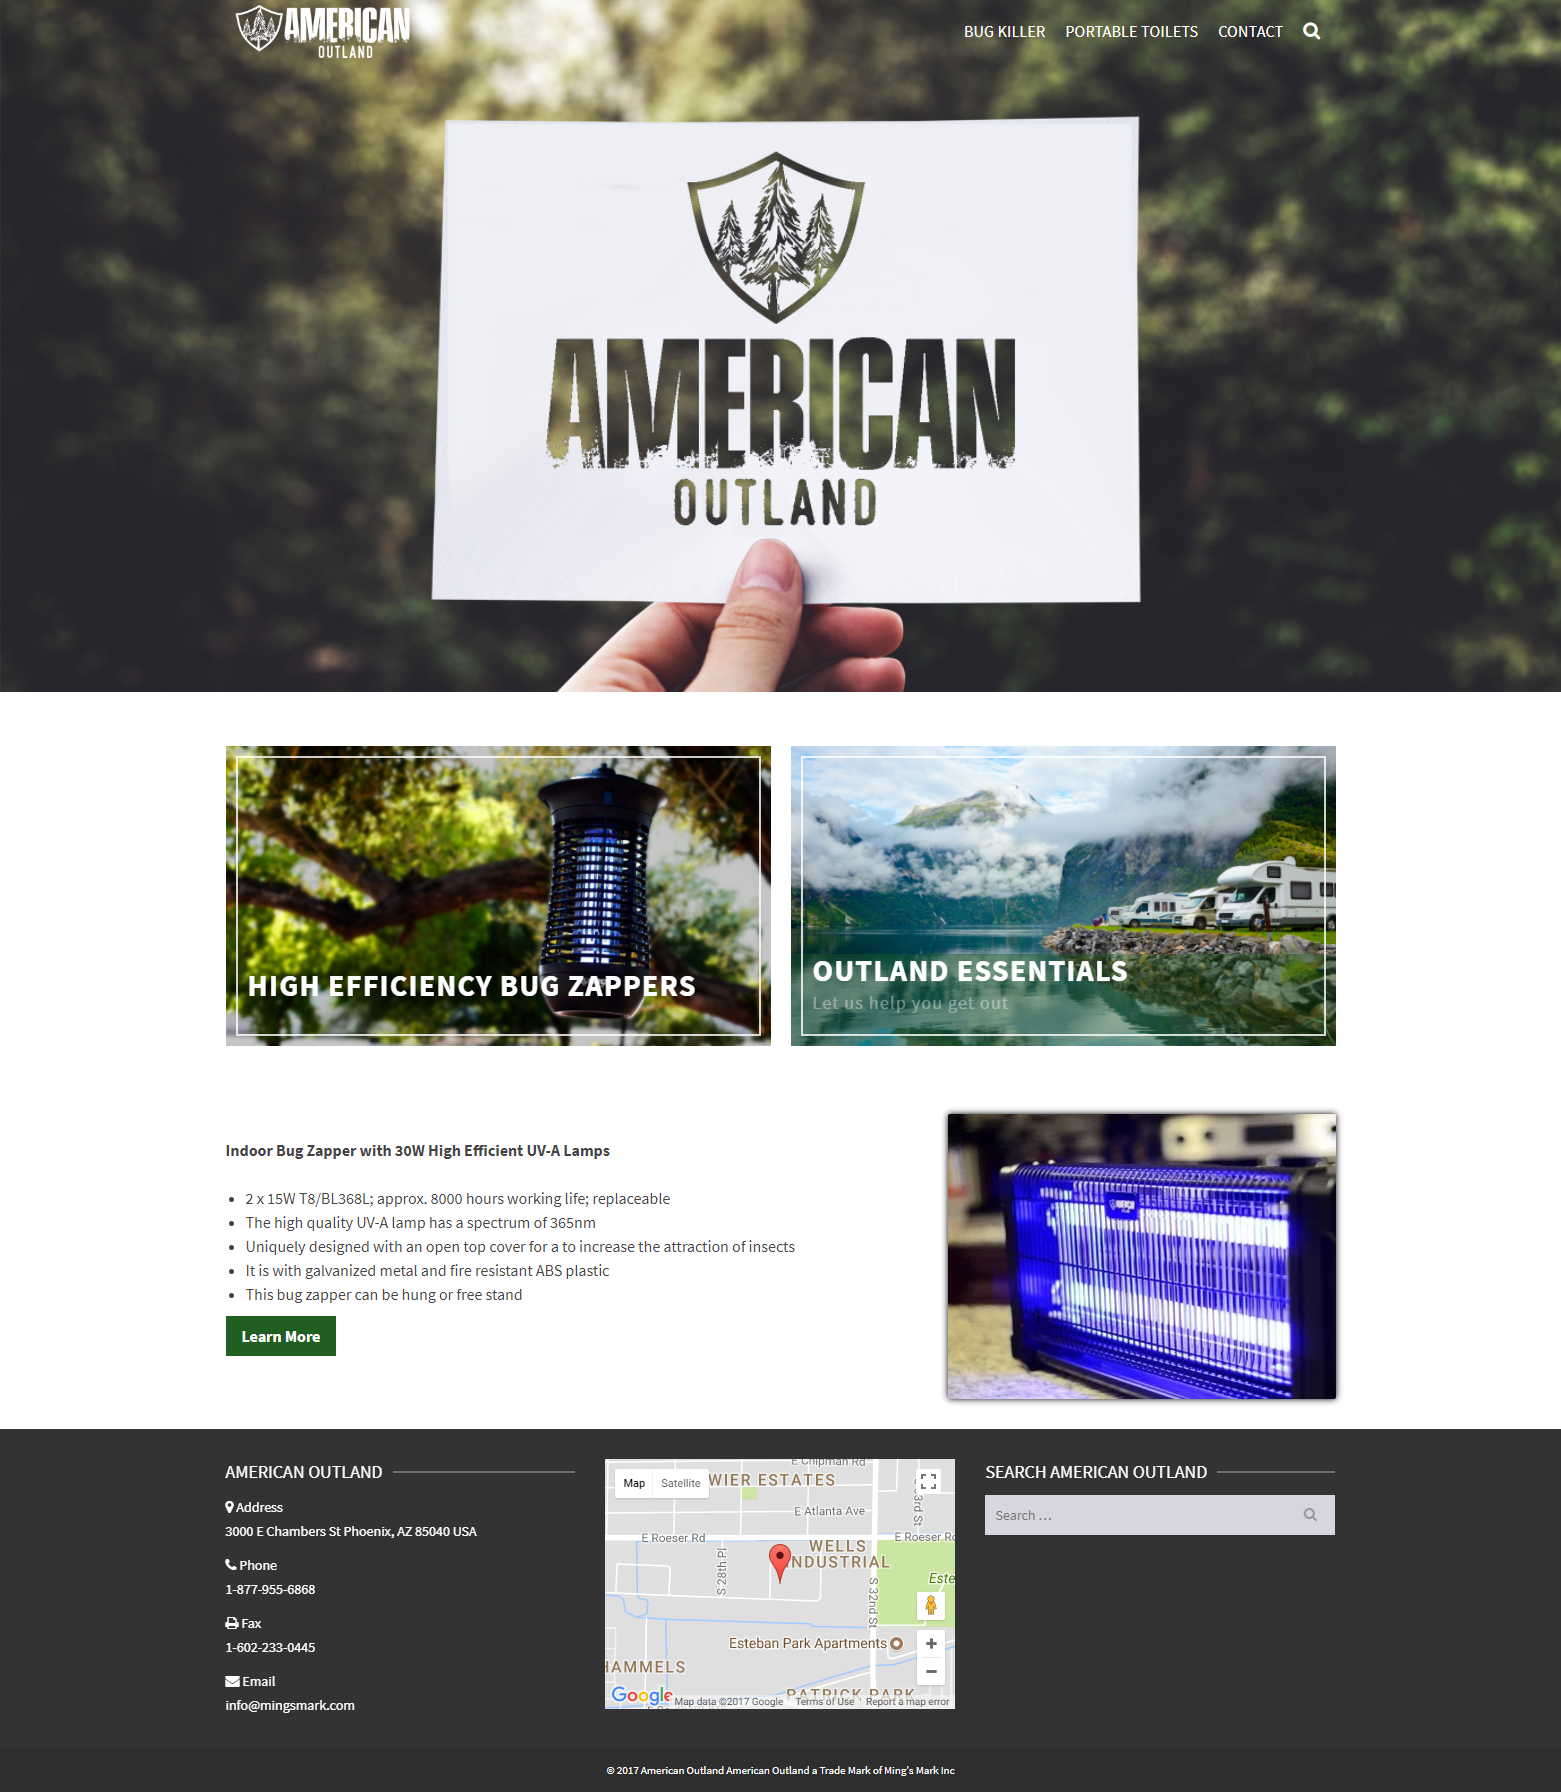 AMERICAN
OUTLAND
BUG KILLER
PORTABLE TOILETS
CONTACT
AMERICAN
OUTLAND
HIGH EFFICIENCY BUG ZAPPERS
OUTLAND ESSENTIALS
Let us help you get out
Indoor Bug Zapper with 30W High Efficient UV-A Lamps
2 x 15W T8/BL368L; approx. 8000 hours working life; replaceable
The high quality UV-A lamp has a spectrum of 365nm
Uniquely designed with an open top cover for a to increase the attraction of insects
It is with galvanized metal and fire resistant ABS plastic
This bug zapper can be hung or free stand
Learn More
AMERICAN OUTLAND
Address
3000 E Chambers St Phoenix, AZ 85040 USA
Phone
1-877-955-6868
Fax
1-602-233-0445
Email
info@mingsmark.com
Map
Satellite
E Chipman Rd
WIER ESTATES
E Atlanta Ave
E Roeser Rd
E Roeser Rd
WELLS
INDUSTRIAL
S 28th Pl
S 32nd St
Este
Esteban Park Apartments
HAMMELS
PATRICK PARK
Google
Map data ©2017 Google
Terms of Use
Report a map error
SEARCH AMERICAN OUTLAND
Search …
© 2017 American Outland American Outland a Trade Mark of Ming's Mark Inc